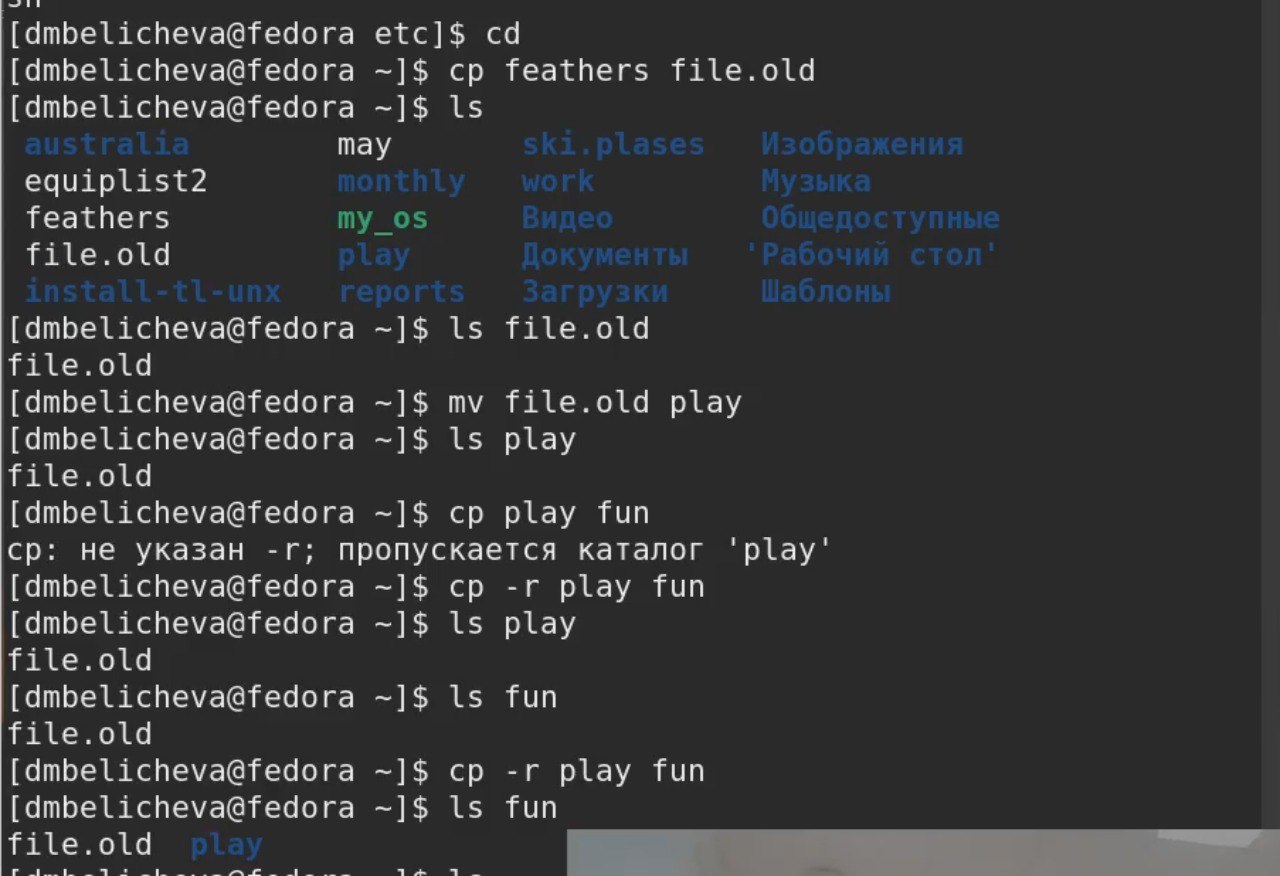 [dmbelicheva@fedora etc]$ cd
[dmbelicheva@fedora ~]$ cp feathers file.old
[dmbelicheva@fedora ~]$ ls
australia may ski.plases Изображения
equiplist2 monthly work Музыка
feathers my_os Видео Общедоступные
file.old play Документы 'Рабочий стол'
install-tl-unx reports Загрузки Шаблоны
[dmbelicheva@fedora ~]$ ls file.old
file.old
[dmbelicheva@fedora ~]$ mv file.old play
[dmbelicheva@fedora ~]$ ls play
file.old
[dmbelicheva@fedora ~]$ cp play fun
cp: не указан -r; пропускается каталог 'play'
[dmbelicheva@fedora ~]$ cp -r play fun
[dmbelicheva@fedora ~]$ ls play
file.old
[dmbelicheva@fedora ~]$ ls fun
file.old
[dmbelicheva@fedora ~]$ cp -r play fun
[dmbelicheva@fedora ~]$ ls fun
file.old play
[dmbelicheva@fedora ~]$ ls